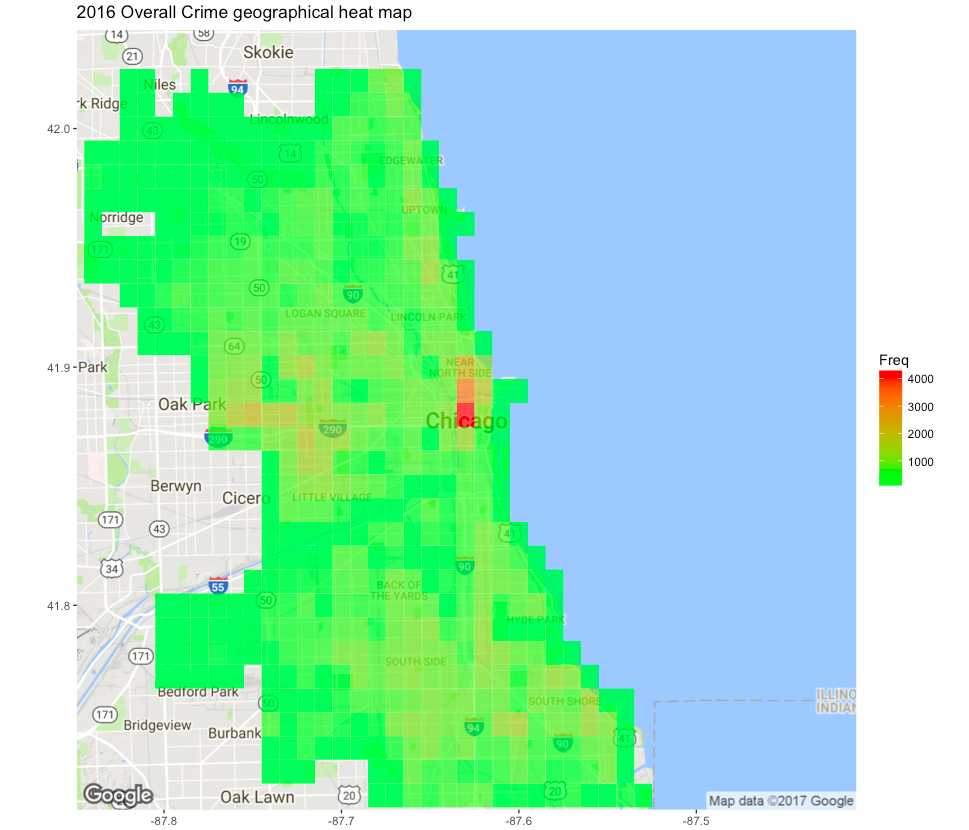 2016 Overall Crime geographical heat map
14
58
Skokie
21
Niles
94
rk Ridge
Lincolnwood
42.0
43
14
EDGEWATER
50
UPTOWN
Norridge
171
19
41
50
90
LOGAN SQUARE
LINCOLN PARK
43
64
NEAR
NORTH SIDE
Park
41.9
50
Oak Park
Chicago
290
290
Berwyn
Cicero
LITTLE VILLAGE
171
43
41
34
90
55
BACK OF
THE YARDS
50
41.8
HYDE PARK
171
SOUTH SIDE
Bedford Park
50
SOUTH SHORE
ILLINO
INDIAN
171
Bridgeview
Burbank
94
90
41
Google
Oak Lawn
20
20
Map data ©2017 Google
-87.8
-87.7
-87.6
-87.5
Freq
4000
3000
2000
1000